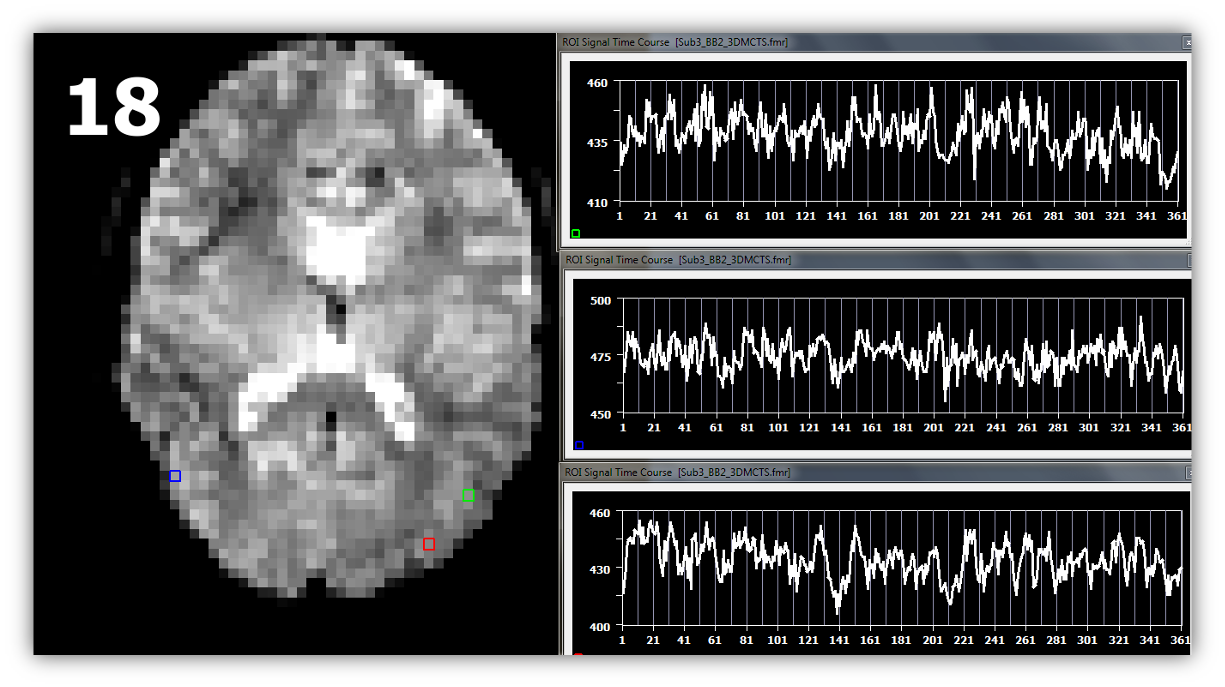 18
ROI Signal Time Course [Sub3_BB2_3DMCTS.fmr]
460
435
410
1 21 41 61 81 101 121 141 161 181 201 221 241 261 281 301 321 341 361
ROI Signal Time Course [Sub3_BB2_3DMCTS.fmr]
500
475
450
1 21 41 61 81 101 121 141 161 181 201 221 241 261 281 301 321 341 361
ROI Signal Time Course [Sub3_BB2_3DMCTS.fmr]
460
430
400
1 21 41 61 81 101 121 141 161 181 201 221 241 261 281 301 321 341 361